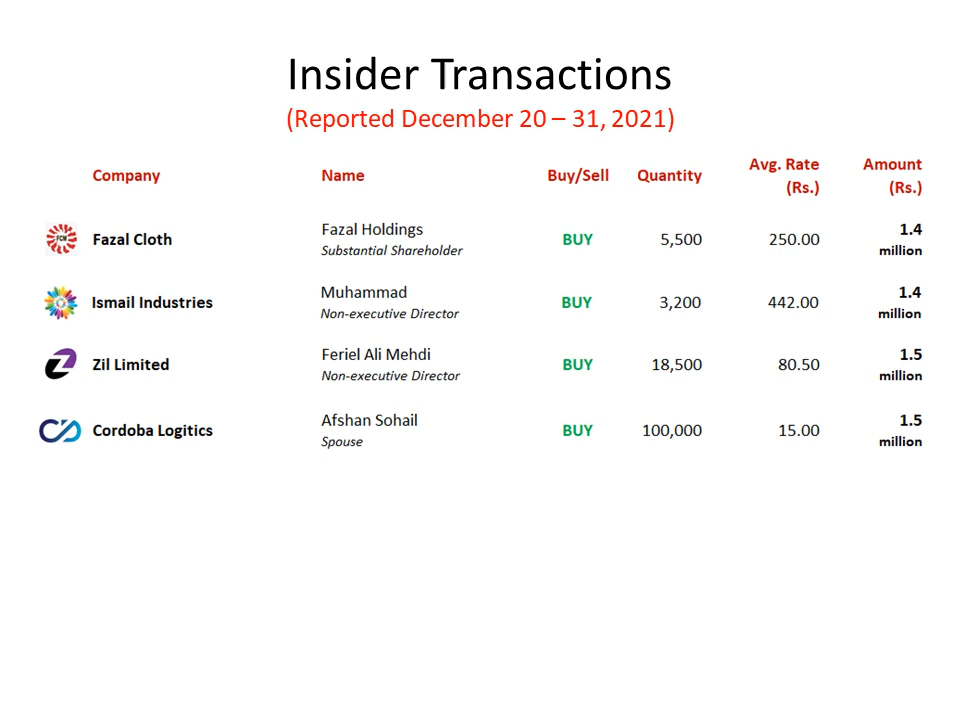 Insider Transactions
(Reported December 20 – 31, 2021)
Company Name Buy/Sell Quantity Avg. Rate (Rs.) Amount (Rs.)
FCM
Fazal Cloth Fazal Holdings BUY 5,500 250.00 1.4
Substantial Shareholder million
Ismail Industries Muhammad BUY 3,200 442.00 1.4
Non-executive Director million
Zil Limited Feriel Ali Mehdi BUY 18,500 80.50 1.5
Non-executive Director million
Cordoba Logitics Afshan Sohail BUY 100,000 15.00 1.5
Spouse million